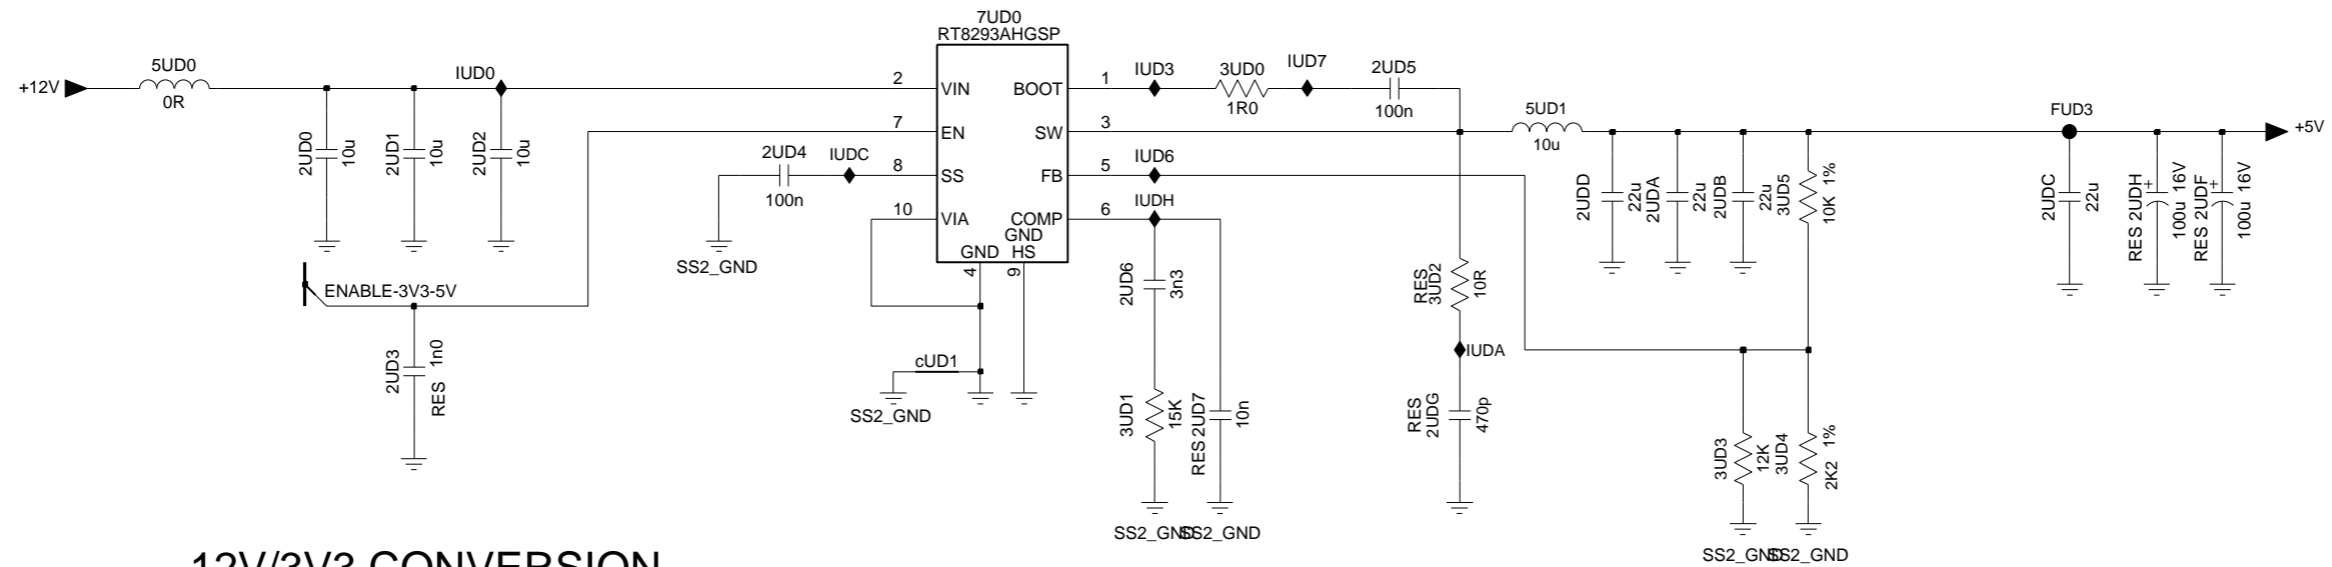 7UD0
RT8293AHGSP
+12V
5UD0
0R
IUD0
2UD0
10u
2UD1
10u
2UD2
10u
2
VIN
7
EN
8
SS
10
VIA
BOOT
1
SW
3
FB
5
COMP
6
GND
GND
HS
4
9
2UD4
100n
IUDC
SS2_GND
ENABLE-3V3-5V
2UD3
1n0
RES
cUD1
SS2_GND
IUD3
3UD0
1R0
IUD7
2UD5
100n
IUD6
IUDH
2UD6
3n3
3UD1
15K
RES 2UD7
10n
SS2_GND
SS2_GND
RES
3UD2
10R
IUDA
RES
2UDG
470p
5UD1
10u
2UDD
22u
2UDA
22u
2UDB
22u
3UD5
10K 1%
3UD3
12K
3UD4
2K2 1%
SS2_GND
SS2_GND
FUD3
+5V
2UDC
22u
RES 2UDH
+
100u 16V
RES 2UDF
+
100u 16V
12V/3V3 CONVERSION